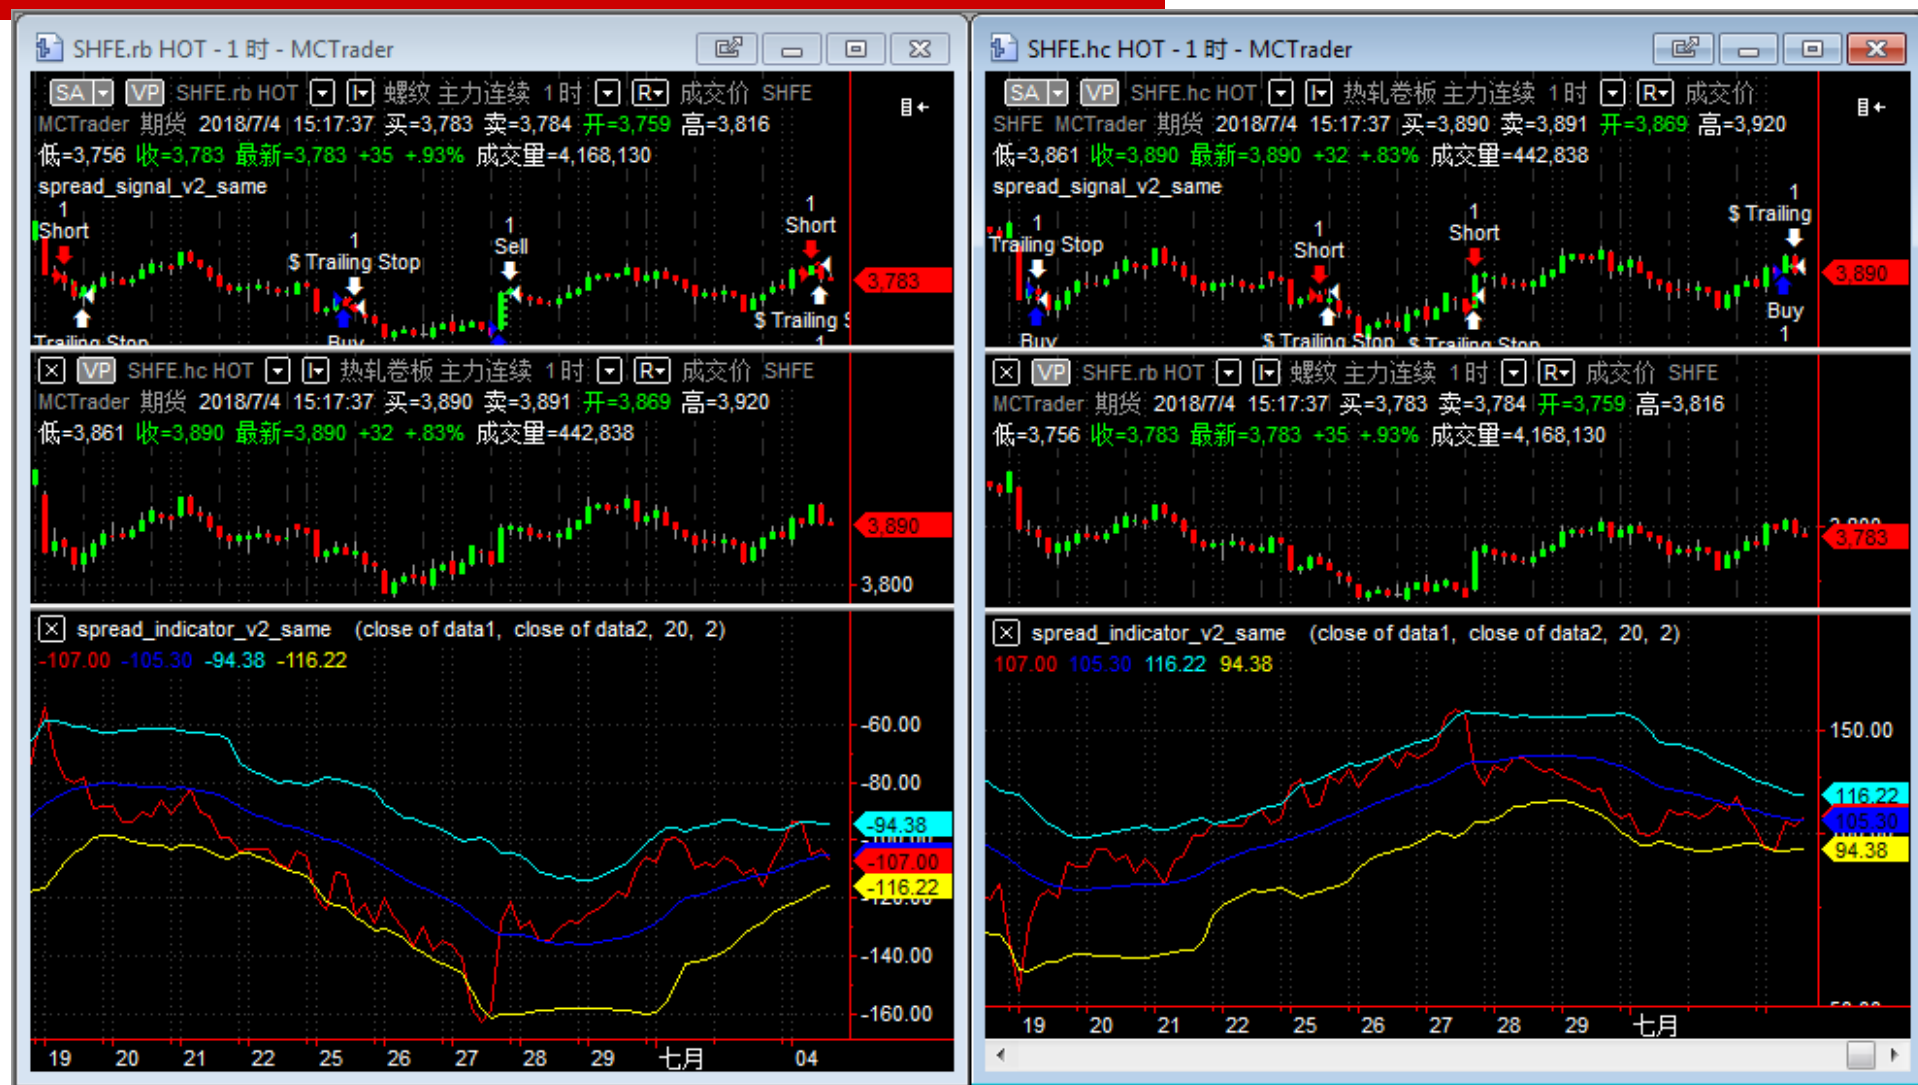 SHFE.rb HOT - 1 时 - MCTrader
SA VP SHFE.rb HOT I 螺纹 主力连续 1 时 R 成交价 SHFE
MCTrader 期货 2018/7/4 15:17:37 买=3,783 卖=3,784 开=3,759 高=3,816
低=3,756 收=3,783 最新=3,783 +35 +.93% 成交量=4,168,130
spread_signal_v2_same
1
Short
1
$ Trailing Stop
1
Sell
1
Short
3,783
Trailing Stop
Buy
$ Trailing S
1
VP SHFE.hc HOT I 热轧卷板 主力连续 1 时 R 成交价 SHFE
MCTrader 期货 2018/7/4 15:17:37 买=3,890 卖=3,891 开=3,869 高=3,920
低=3,861 收=3,890 最新=3,890 +32 +.83% 成交量=442,838
3,890
3,800
spread_indicator_v2_same (close of data1, close of data2, 20, 2)
-107.00 -105.30 -94.38 -116.22
-60.00
-80.00
-94.38
-107.00
-116.22
-120.00
-140.00
-160.00
19 20 21 22 25 26 27 28 29 七月 04
SHFE.hc HOT - 1 时 - MCTrader
SA VP SHFE.hc HOT I 热轧卷板 主力连续 1 时 R 成交价
SHFE MCTrader 期货 2018/7/4 15:17:37 买=3,890 卖=3,891 开=3,869 高=3,920
低=3,861 收=3,890 最新=3,890 +32 +.83% 成交量=442,838
spread_signal_v2_same
1
Trailing Stop
1
Short
1
Short
1
$ Trailing
3,890
Buy
$ Trailing Stop
$ Trailing Stop
Buy
1
VP SHFE.rb HOT I 螺纹 主力连续 1 时 R 成交价 SHFE
MCTrader 期货 2018/7/4 15:17:37 买=3,783 卖=3,784 开=3,759 高=3,816
低=3,756 收=3,783 最新=3,783 +35 +.93% 成交量=4,168,130
3,783
spread_indicator_v2_same (close of data1, close of data2, 20, 2)
107.00 105.30 116.22 94.38
150.00
116.22
105.30
94.38
19 20 21 22 25 26 27 28 29 七月